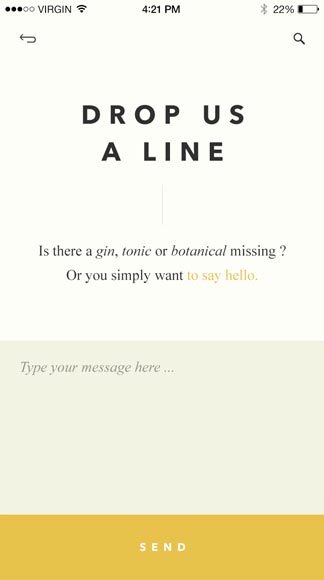 VIRGIN 4:21 PM 22%
DROP US
A LINE
Is there a gin, tonic or botanical missing ?
Or you simply want to say hello.
Type your message here ...
SEND